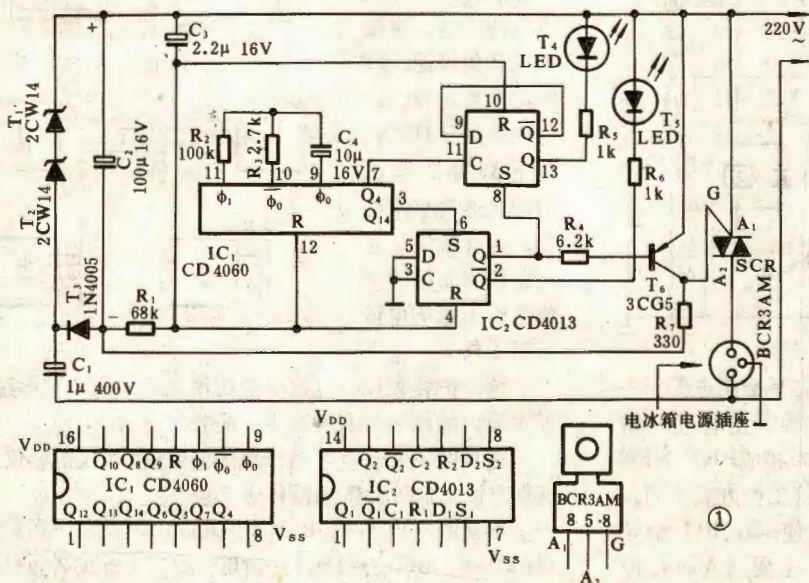 +
C₃
2.2μ 16V
T₄
LED
220V
~
T₁
2CW14
T₂
2CW14
C₂
100μ16V
R₂
100k
R₃ 2.7k
C₄
10μ
16V
11
10
9
7
φ₁
φ̅₀
φ₀
Q₄
Q₁₄
3
R
12
IC₁
CD4060
10
9
D
R
Q̅
12
11
C
Q
13
S
8
R₅
1k
T₅
LED
R₆
1k
6
5
D
S
Q
1
3
C
Q̅
2
R
4
IC₂ CD4013
R₄
6.2k
T₆
3CG5
R₇
330
G
A₁
A₂
SCR
BCR3AM
T₃
1N4005
R₁
68k
C₁
1μ 400V
电冰箱电源插座
V_DD 16
9
Q₁₀ Q₈ Q₉ R φ₁ φ̅₀ φ₀
IC₁ CD4060
Q₁₂ Q₁₃ Q₁₄ Q₆ Q₅ Q₇ Q₄
1
8
V_SS
V_DD
14
8
Q₂ Q̅₂ C₂ R₂ D₂ S₂
IC₂ CD4013
Q₁ Q̅₁ C₁ R₁ D₁ S₁
1
7
V_SS
BCR3AM
8 5·8
A₁
G
A₂
①